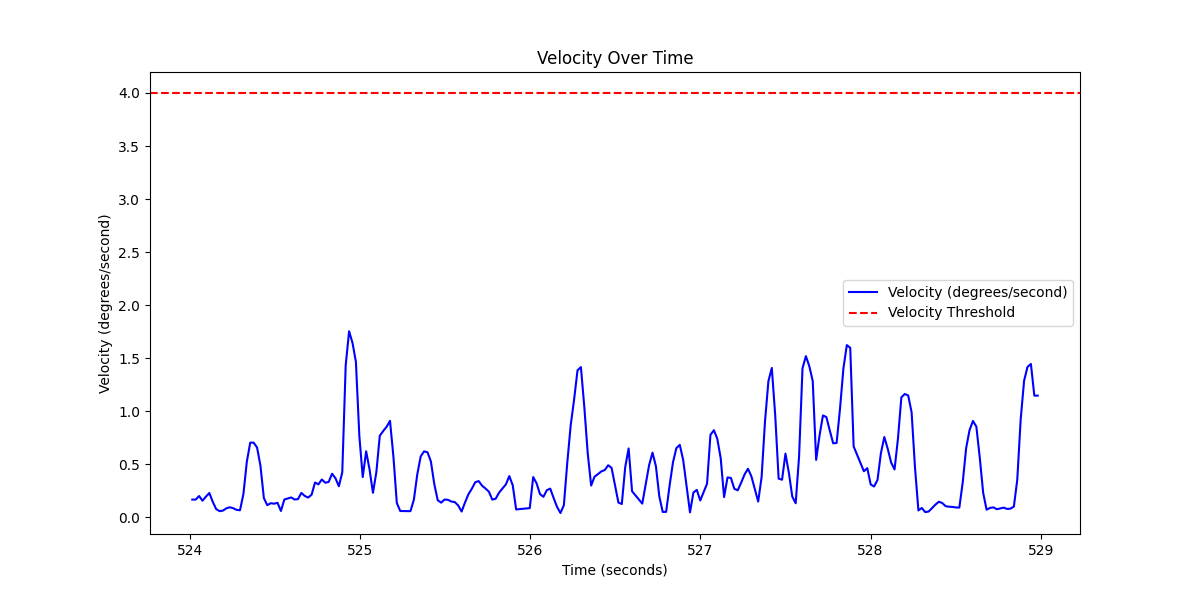 Velocity Over Time
Velocity (degrees/second)
4.0
3.5
3.0
2.5
2.0
1.5
1.0
0.5
0.0
Velocity (degrees/second)
Velocity Threshold
524 525 526 527 528 529
Time (seconds)